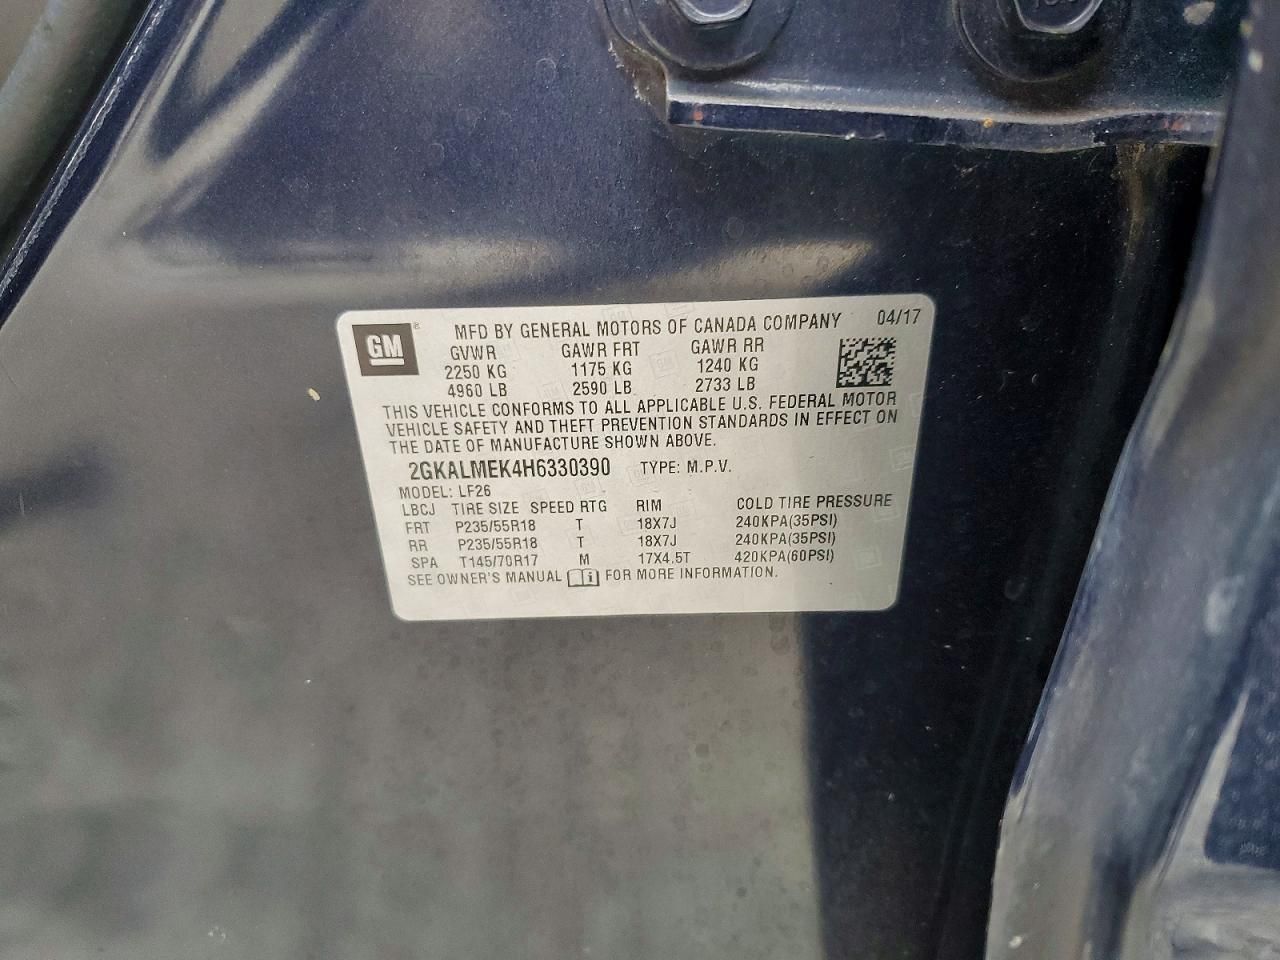 GM ® MFD BY GENERAL MOTORS OF CANADA COMPANY 04/17
GVWR GAWR FRT GAWR RR
2250 KG 1175 KG 1240 KG
4960 LB 2590 LB 2733 LB
THIS VEHICLE CONFORMS TO ALL APPLICABLE U.S. FEDERAL MOTOR
VEHICLE SAFETY AND THEFT PREVENTION STANDARDS IN EFFECT ON
THE DATE OF MANUFACTURE SHOWN ABOVE.
2GKALMEK4H6330390 TYPE: M.P.V.
MODEL: LF26
LBCJ TIRE SIZE SPEED RTG RIM COLD TIRE PRESSURE
FRT P235/55R18 T 18X7J 240KPA(35PSI)
RR P235/55R18 T 18X7J 240KPA(35PSI)
SPA T145/70R17 M 17X4.5T 420KPA(60PSI)
SEE OWNER'S MANUAL i FOR MORE INFORMATION.